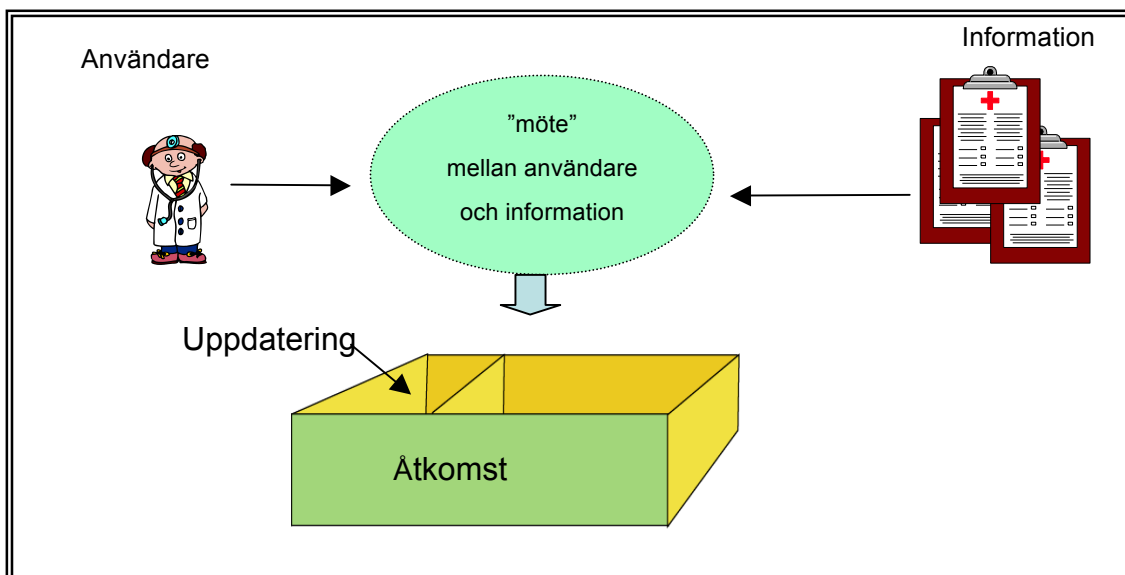 Användare
Information
”möte”
mellan användare
och information
Uppdatering
Åtkomst